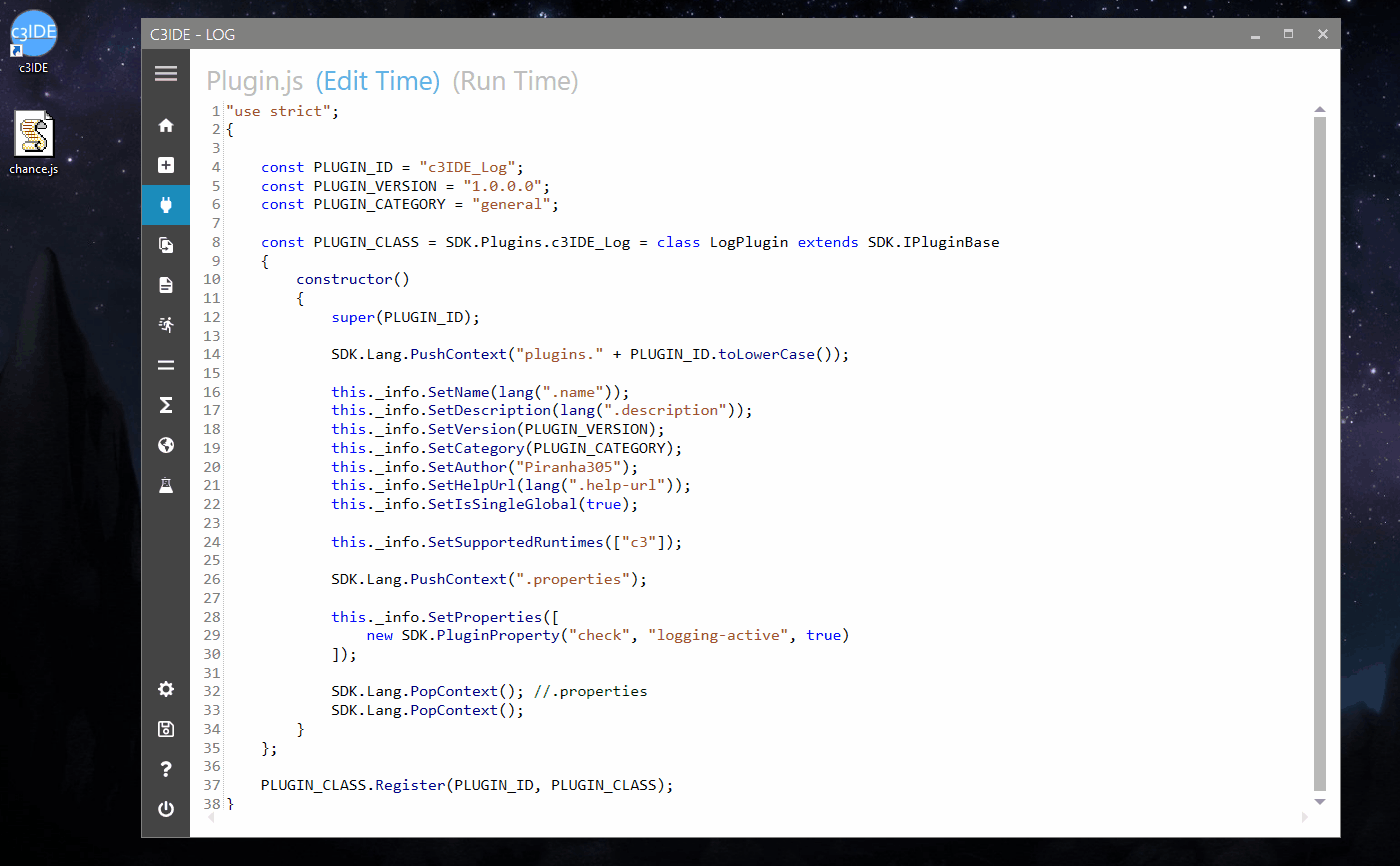 c3IDE
c3IDE
chance.js
C3IDE - LOG
Plugin.js (Edit Time) (Run Time)
1 "use strict";
2 {
3
4 const PLUGIN_ID = "c3IDE_Log";
5 const PLUGIN_VERSION = "1.0.0.0";
6 const PLUGIN_CATEGORY = "general";
7
8 const PLUGIN_CLASS = SDK.Plugins.c3IDE_Log = class LogPlugin extends SDK.IPluginBase
9 {
10 constructor()
11 {
12 super(PLUGIN_ID);
13
14 SDK.Lang.PushContext("plugins." + PLUGIN_ID.toLowerCase());
15
16 this._info.SetName(lang(".name"));
17 this._info.SetDescription(lang(".description"));
18 this._info.SetVersion(PLUGIN_VERSION);
19 this._info.SetCategory(PLUGIN_CATEGORY);
20 this._info.SetAuthor("Piranha305");
21 this._info.SetHelpUrl(lang(".help-url"));
22 this._info.SetIsSingleGlobal(true);
23
24 this._info.SetSupportedRuntimes(["c3"]);
25
26 SDK.Lang.PushContext(".properties");
27
28 this._info.SetProperties([
29 new SDK.PluginProperty("check", "logging-active", true)
30 ]);
31
32 SDK.Lang.PopContext(); //.properties
33 SDK.Lang.PopContext();
34 }
35 };
36
37 PLUGIN_CLASS.Register(PLUGIN_ID, PLUGIN_CLASS);
38 }